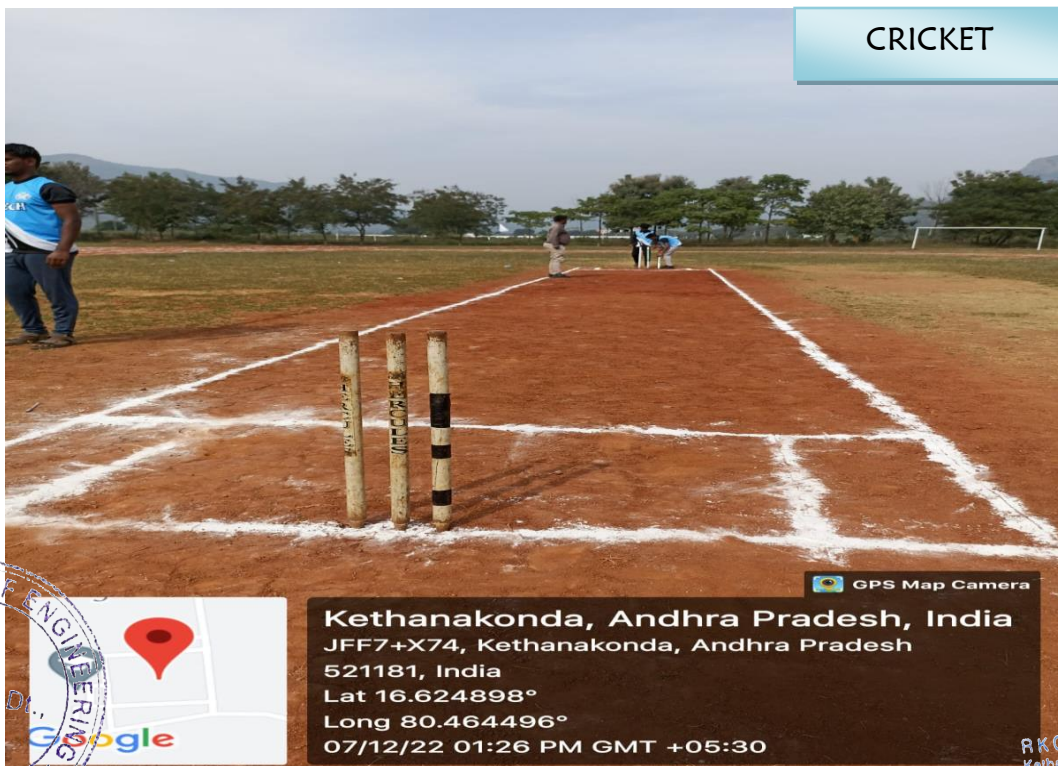 CRICKET
GPS Map Camera
Kethanakonda, Andhra Pradesh, India
JFF7+X74, Kethanakonda, Andhra Pradesh
521181, India
Lat 16.624898°
Long 80.464496°
07/12/22 01:26 PM GMT +05:30
Google
ENGINEERING